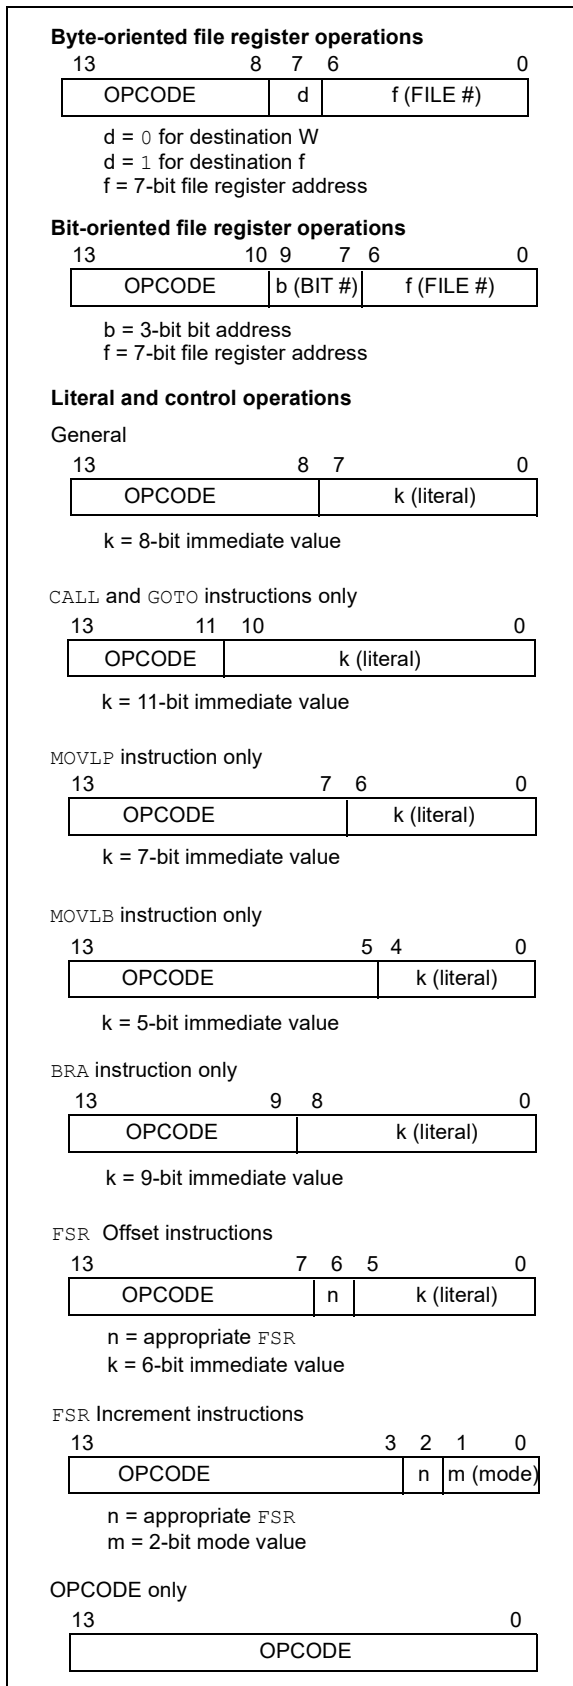 Byte-oriented file register operations
13 8 7 6 0
OPCODE d f (FILE #)
d = 0 for destination W
d = 1 for destination f
f = 7-bit file register address
Bit-oriented file register operations
13 10 9 7 6 0
OPCODE b (BIT #) f (FILE #)
b = 3-bit bit address
f = 7-bit file register address
Literal and control operations
General
13 8 7 0
OPCODE k (literal)
k = 8-bit immediate value
CALL and GOTO instructions only
13 11 10 0
OPCODE k (literal)
k = 11-bit immediate value
MOVLP instruction only
13 7 6 0
OPCODE k (literal)
k = 7-bit immediate value
MOVLB instruction only
13 5 4 0
OPCODE k (literal)
k = 5-bit immediate value
BRA instruction only
13 9 8 0
OPCODE k (literal)
k = 9-bit immediate value
FSR Offset instructions
13 7 6 5 0
OPCODE n k (literal)
n = appropriate FSR
k = 6-bit immediate value
FSR Increment instructions
13 3 2 1 0
OPCODE n m (mode)
n = appropriate FSR
m = 2-bit mode value
OPCODE only
13 0
OPCODE